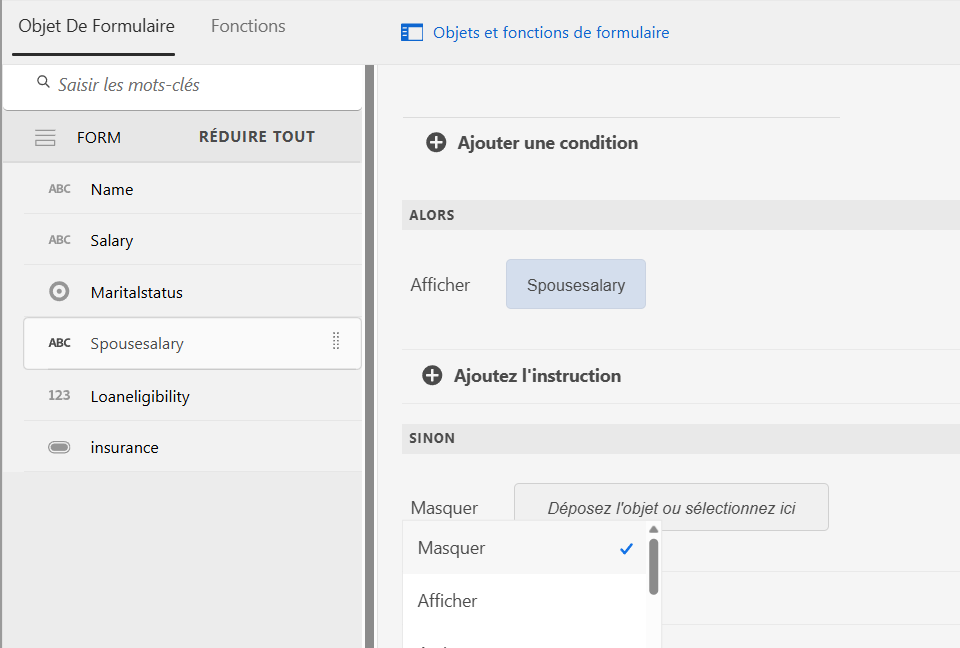 Objet De Formulaire
Fonctions
Objets et fonctions de formulaire
Saisir les mots-clés
FORM
RÉDUIRE TOUT
ABC Name
ABC Salary
Maritalstatus
ABC Spousesalary
123 Loaneligibility
insurance
Ajouter une condition
ALORS
Afficher
Spousesalary
Ajoutez l'instruction
SINON
Masquer
Déposez l'objet ou sélectionnez ici
Masquer
Afficher